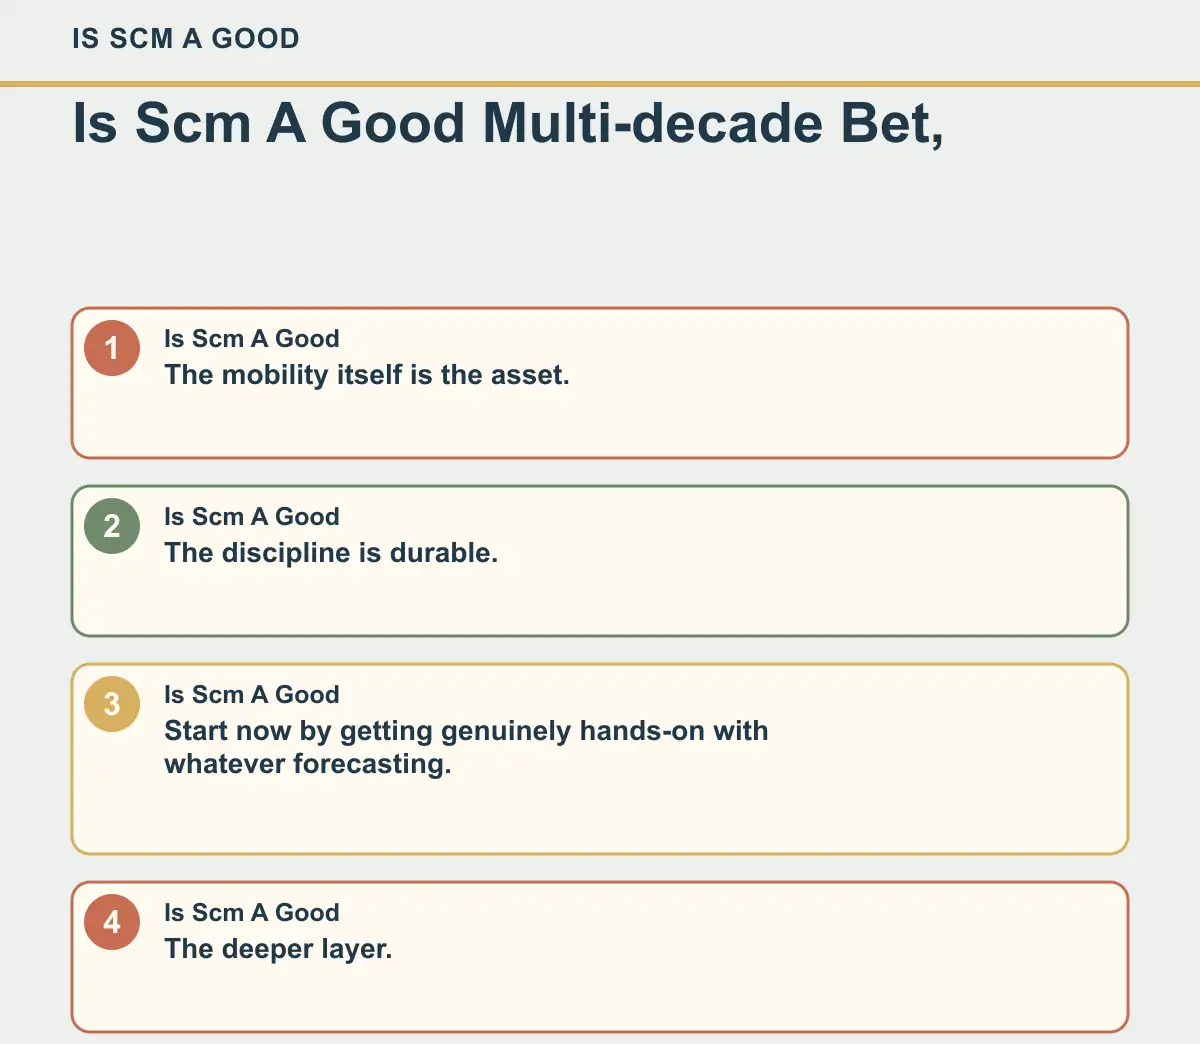 IS SCM A GOOD
Is Scm A Good Multi-decade Bet,
1
Is Scm A Good
The mobility itself is the asset.
2
Is Scm A Good
The discipline is durable.
3
Is Scm A Good
Start now by getting genuinely hands-on with
whatever forecasting.
4
Is Scm A Good
The deeper layer.